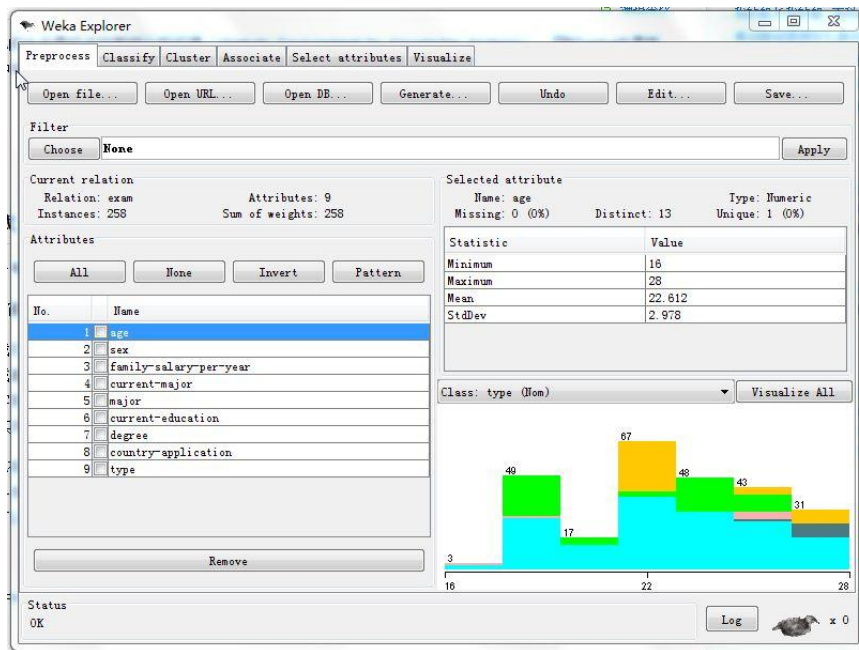 Weka Explorer
Preprocess Classify Cluster Associate Select attributes Visualize
Open file... Open URL... Open DB... Generate... Undo Edit... Save...
Filter
Choose None Apply
Current relation
Relation: exam Attributes: 9
Instances: 258 Sum of weights: 258
Attributes
All None Invert Pattern
No. Name
1 age
2 sex
3 family-salary-per-year
4 current-major
5 major
6 current-education
7 degree
8 country-application
9 type
Remove
Selected attribute
Name: age Type: Numeric
Missing: 0 (0%) Distinct: 13 Unique: 1 (0%)
Statistic Value
Minimum 16
Maximum 28
Mean 22.612
StdDev 2.978
Class: type (Nom) Visualize All
3 49 17 67 48 43 31
16 22 28
Status
OK Log x 0